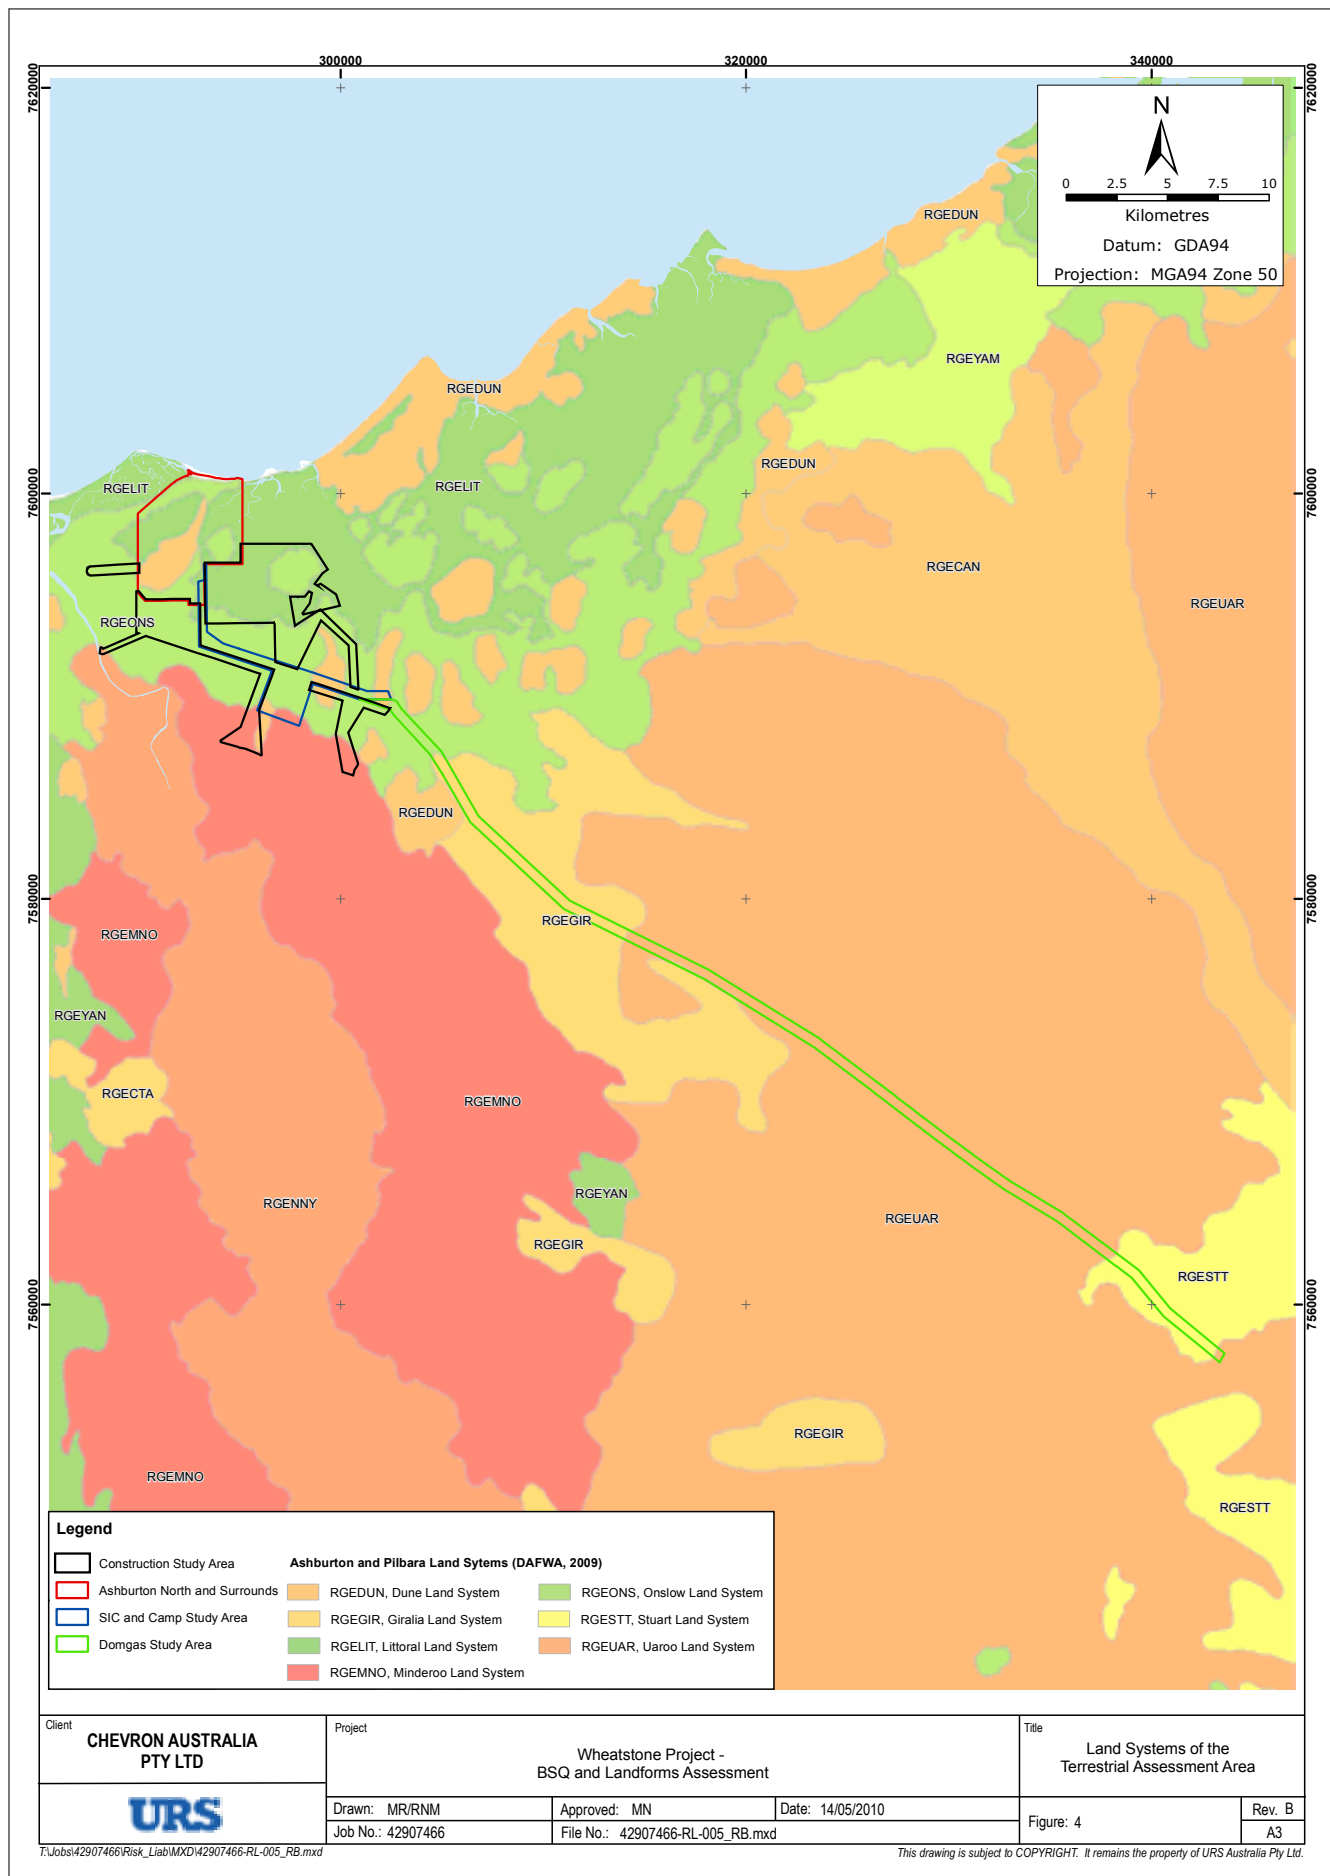 300000
320000
340000
7620000
7620000
N
0 2.5 5 7.5 10
Kilometres
Datum: GDA94
Projection: MGA94 Zone 50
RGEDUN
RGEYAM
RGEDUN
RGEDUN
RGELIT
RGELIT
7600000
7600000
RGECAN
RGEUAR
RGEONS
RGEDUN
7580000
7580000
RGEGIR
RGEMNO
RGEYAN
RGECTA
RGEMNO
RGEYAN
RGENNY
RGEUAR
RGEGIR
RGESTT
7560000
7560000
RGEGIR
RGEMNO
RGESTT
Legend
Construction Study Area
Ashburton North and Surrounds
SIC and Camp Study Area
Domgas Study Area
Ashburton and Pilbara Land Sytems (DAFWA, 2009)
RGEDUN, Dune Land System
RGEGIR, Giralia Land System
RGELIT, Littoral Land System
RGEMNO, Minderoo Land System
RGEONS, Onslow Land System
RGESTT, Stuart Land System
RGEUAR, Uaroo Land System
Client
CHEVRON AUSTRALIA
PTY LTD
URS
Project
Wheatstone Project -
BSQ and Landforms Assessment
Title
Land Systems of the
Terrestrial Assessment Area
Drawn: MR/RNM
Approved: MN
Date: 14/05/2010
Job No.: 42907466
File No.: 42907466-RL-005_RB.mxd
Figure: 4
Rev. B
A3
T:\Jobs\42907466\Risk_Liab\MXD\42907466-RL-005_RB.mxd
This drawing is subject to COPYRIGHT. It remains the property of URS Australia Pty Ltd.